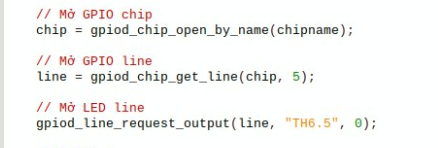 // Mở GPIO chip
chip = gpiod_chip_open_by_name(chipname);
// Mở GPIO line
line = gpiod_chip_get_line(chip, 5);
// Mở LED line
gpiod_line_request_output(line, "TH6.5", 0);